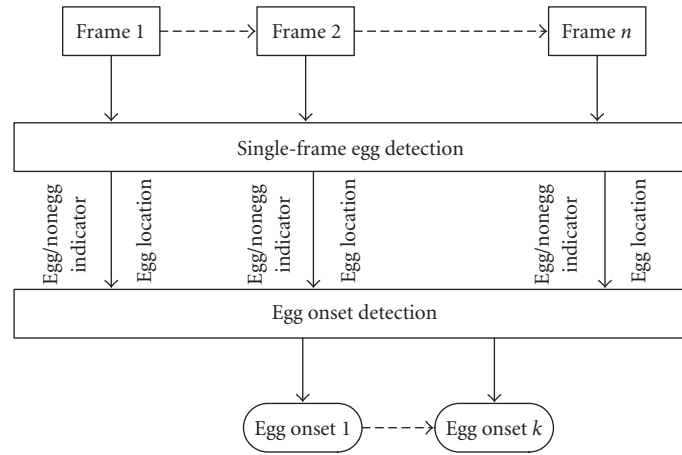 Frame 1
Frame 2
Frame n
Single-frame egg detection
Egg/nonegg
indicator
Egg location
Egg/nonegg
indicator
Egg location
Egg/nonegg
indicator
Egg location
Egg onset detection
Egg onset 1
Egg onset k